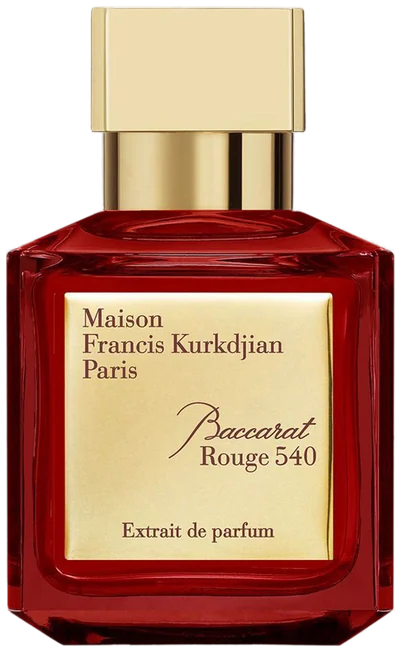 Maison
Francis Kurkdjian
Paris
Baccarat
Rouge 540
Extrait de parfum